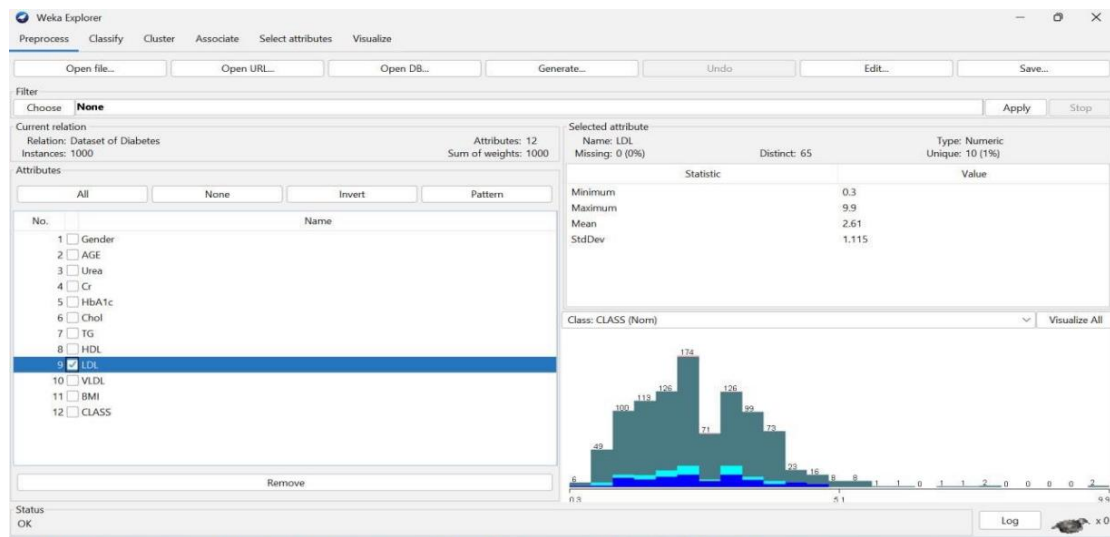 Weka Explorer
Preprocess Classify Cluster Associate Select attributes Visualize
Open file... Open URL... Open DB... Generate... Undo Edit... Save...
Filter
Choose None Apply Stop
Current relation
Relation: Dataset of Diabetes Attributes: 12
Instances: 1000 Sum of weights: 1000
Attributes
All None Invert Pattern
No. Name
1 Gender
2 AGE
3 Urea
4 Cr
5 HbA1c
6 Chol
7 TG
8 HDL
9 LDL
10 VLDL
11 BMI
12 CLASS
Remove
Selected attribute
Name: LDL Type: Numeric
Missing: 0 (0%) Distinct: 65 Unique: 10 (1%)
Statistic Value
Minimum 0.3
Maximum 9.9
Mean 2.61
StdDev 1.115
Class: CLASS (Nom) Visualize All
6 49 100 113 126 174 71 126 99 73 23 16 8 8 1 1 0 1 1 2 0 0 0 0 2
0.3 5.1 9.9
Status
OK Log x 0